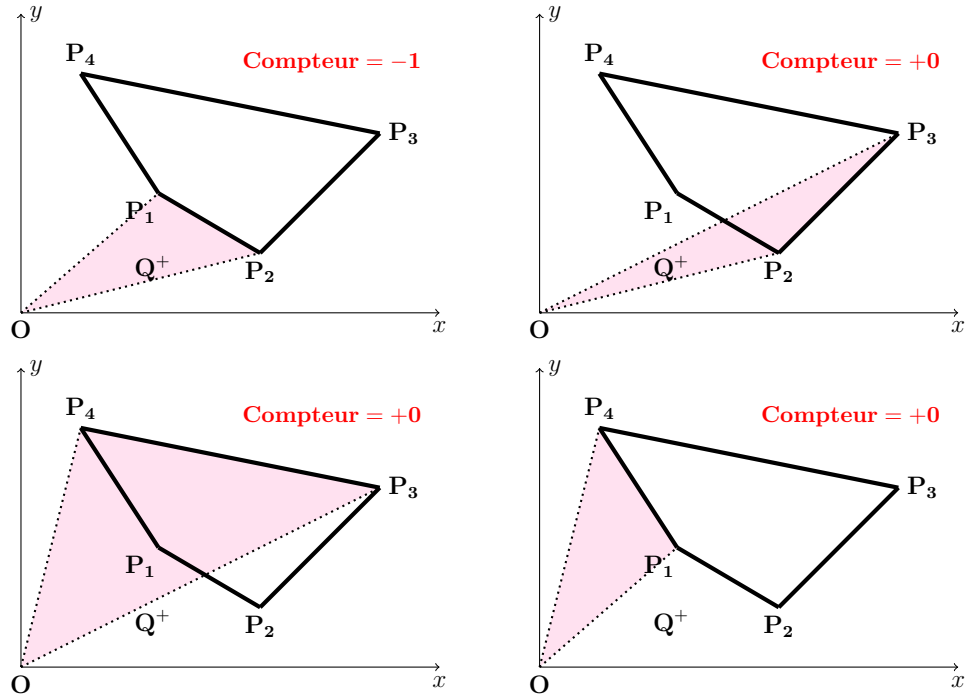 y
P₄
Compteur = −1
P₃
P₁
Q⁺
P₂
O
x
y
P₄
Compteur = +0
P₃
P₁
Q⁺
P₂
O
x
y
P₄
Compteur = +0
P₃
P₁
Q⁺
P₂
O
x
y
P₄
Compteur = +0
P₃
P₁
Q⁺
P₂
O
x